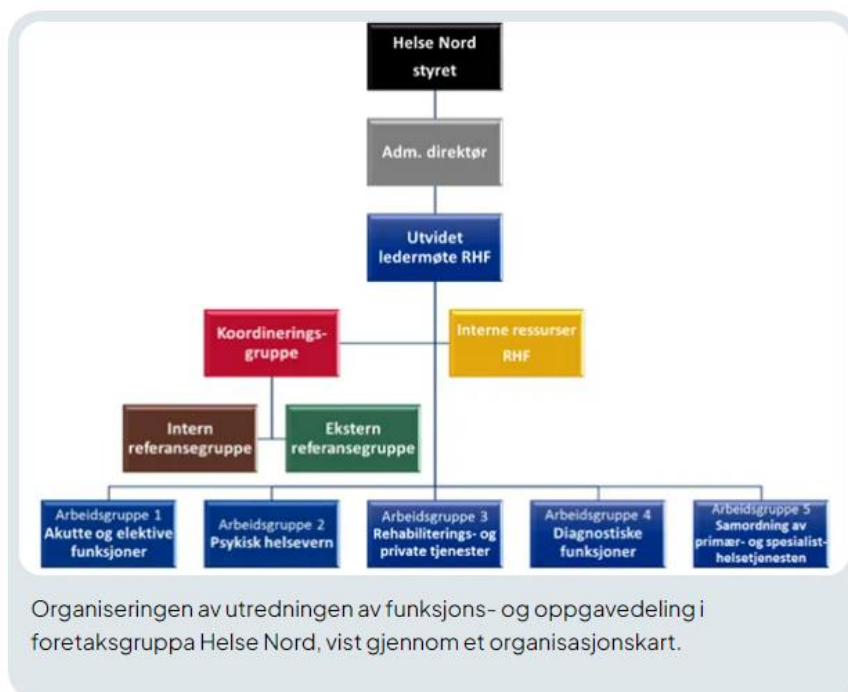 Helse Nord
styret
Adm. direktør
Utvidet
ledermøte RHF
Koordinerings-
gruppe
Interne ressurser
RHF
Intern
referansegruppe
Ekstern
referansegruppe
Arbeidsgruppe 1
Akutte og elektive
funksjoner
Arbeidsgruppe 2
Psykisk helsevern
Arbeidsgruppe 3
Rehabiliterings- og
private tjenester
Arbeidsgruppe 4
Diagnostiske
funksjoner
Arbeidsgruppe 5
Samordning av
primær- og spesialist-
helsetjenesten
Organiseringen av utredningen av funksjons- og oppgavedeling i
foretaksgruppa Helse Nord, vist gjennom et organisasjonskart.